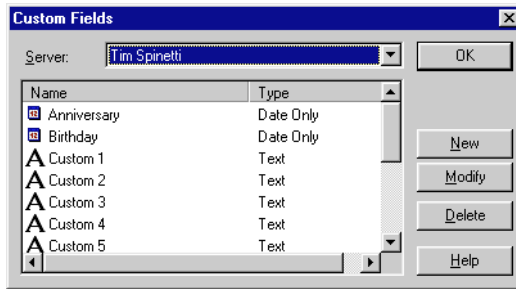 Custom Fields
Server: Tim Spinetti
OK
Name Type
Anniversary Date Only
Birthday Date Only
A Custom 1 Text
A Custom 2 Text
A Custom 3 Text
A Custom 4 Text
A Custom 5 Text
New
Modify
Delete
Help